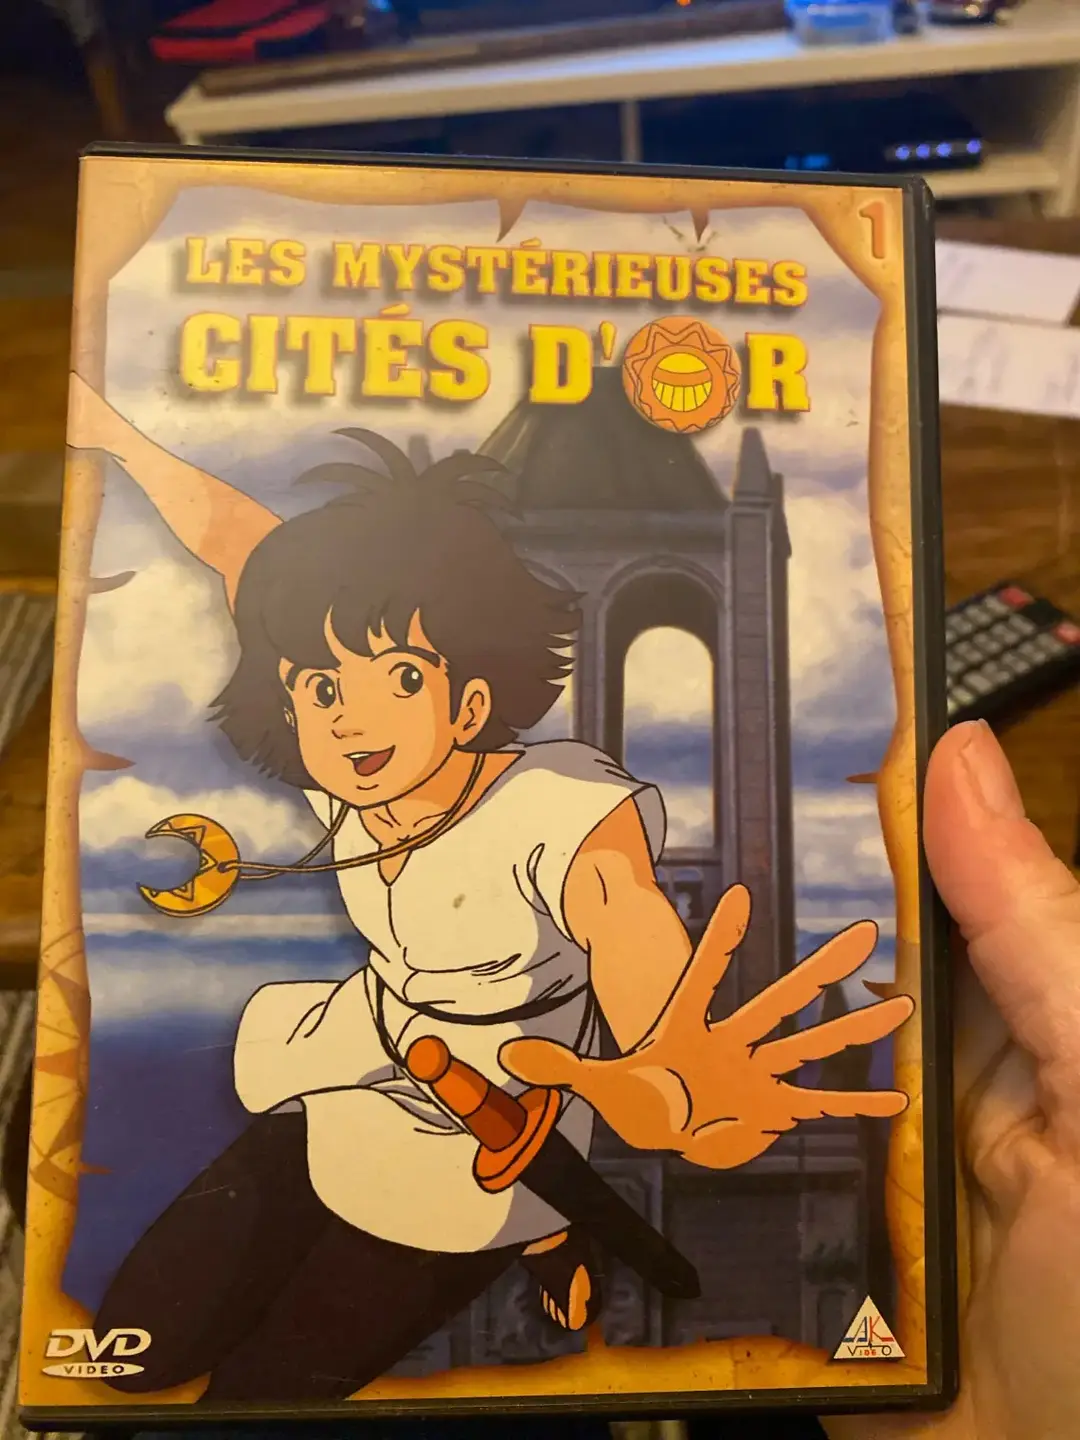 1
LES MYSTÉRIEUSES
CITÉS D'OR
DVD
VIDEO
AK
VIDEO